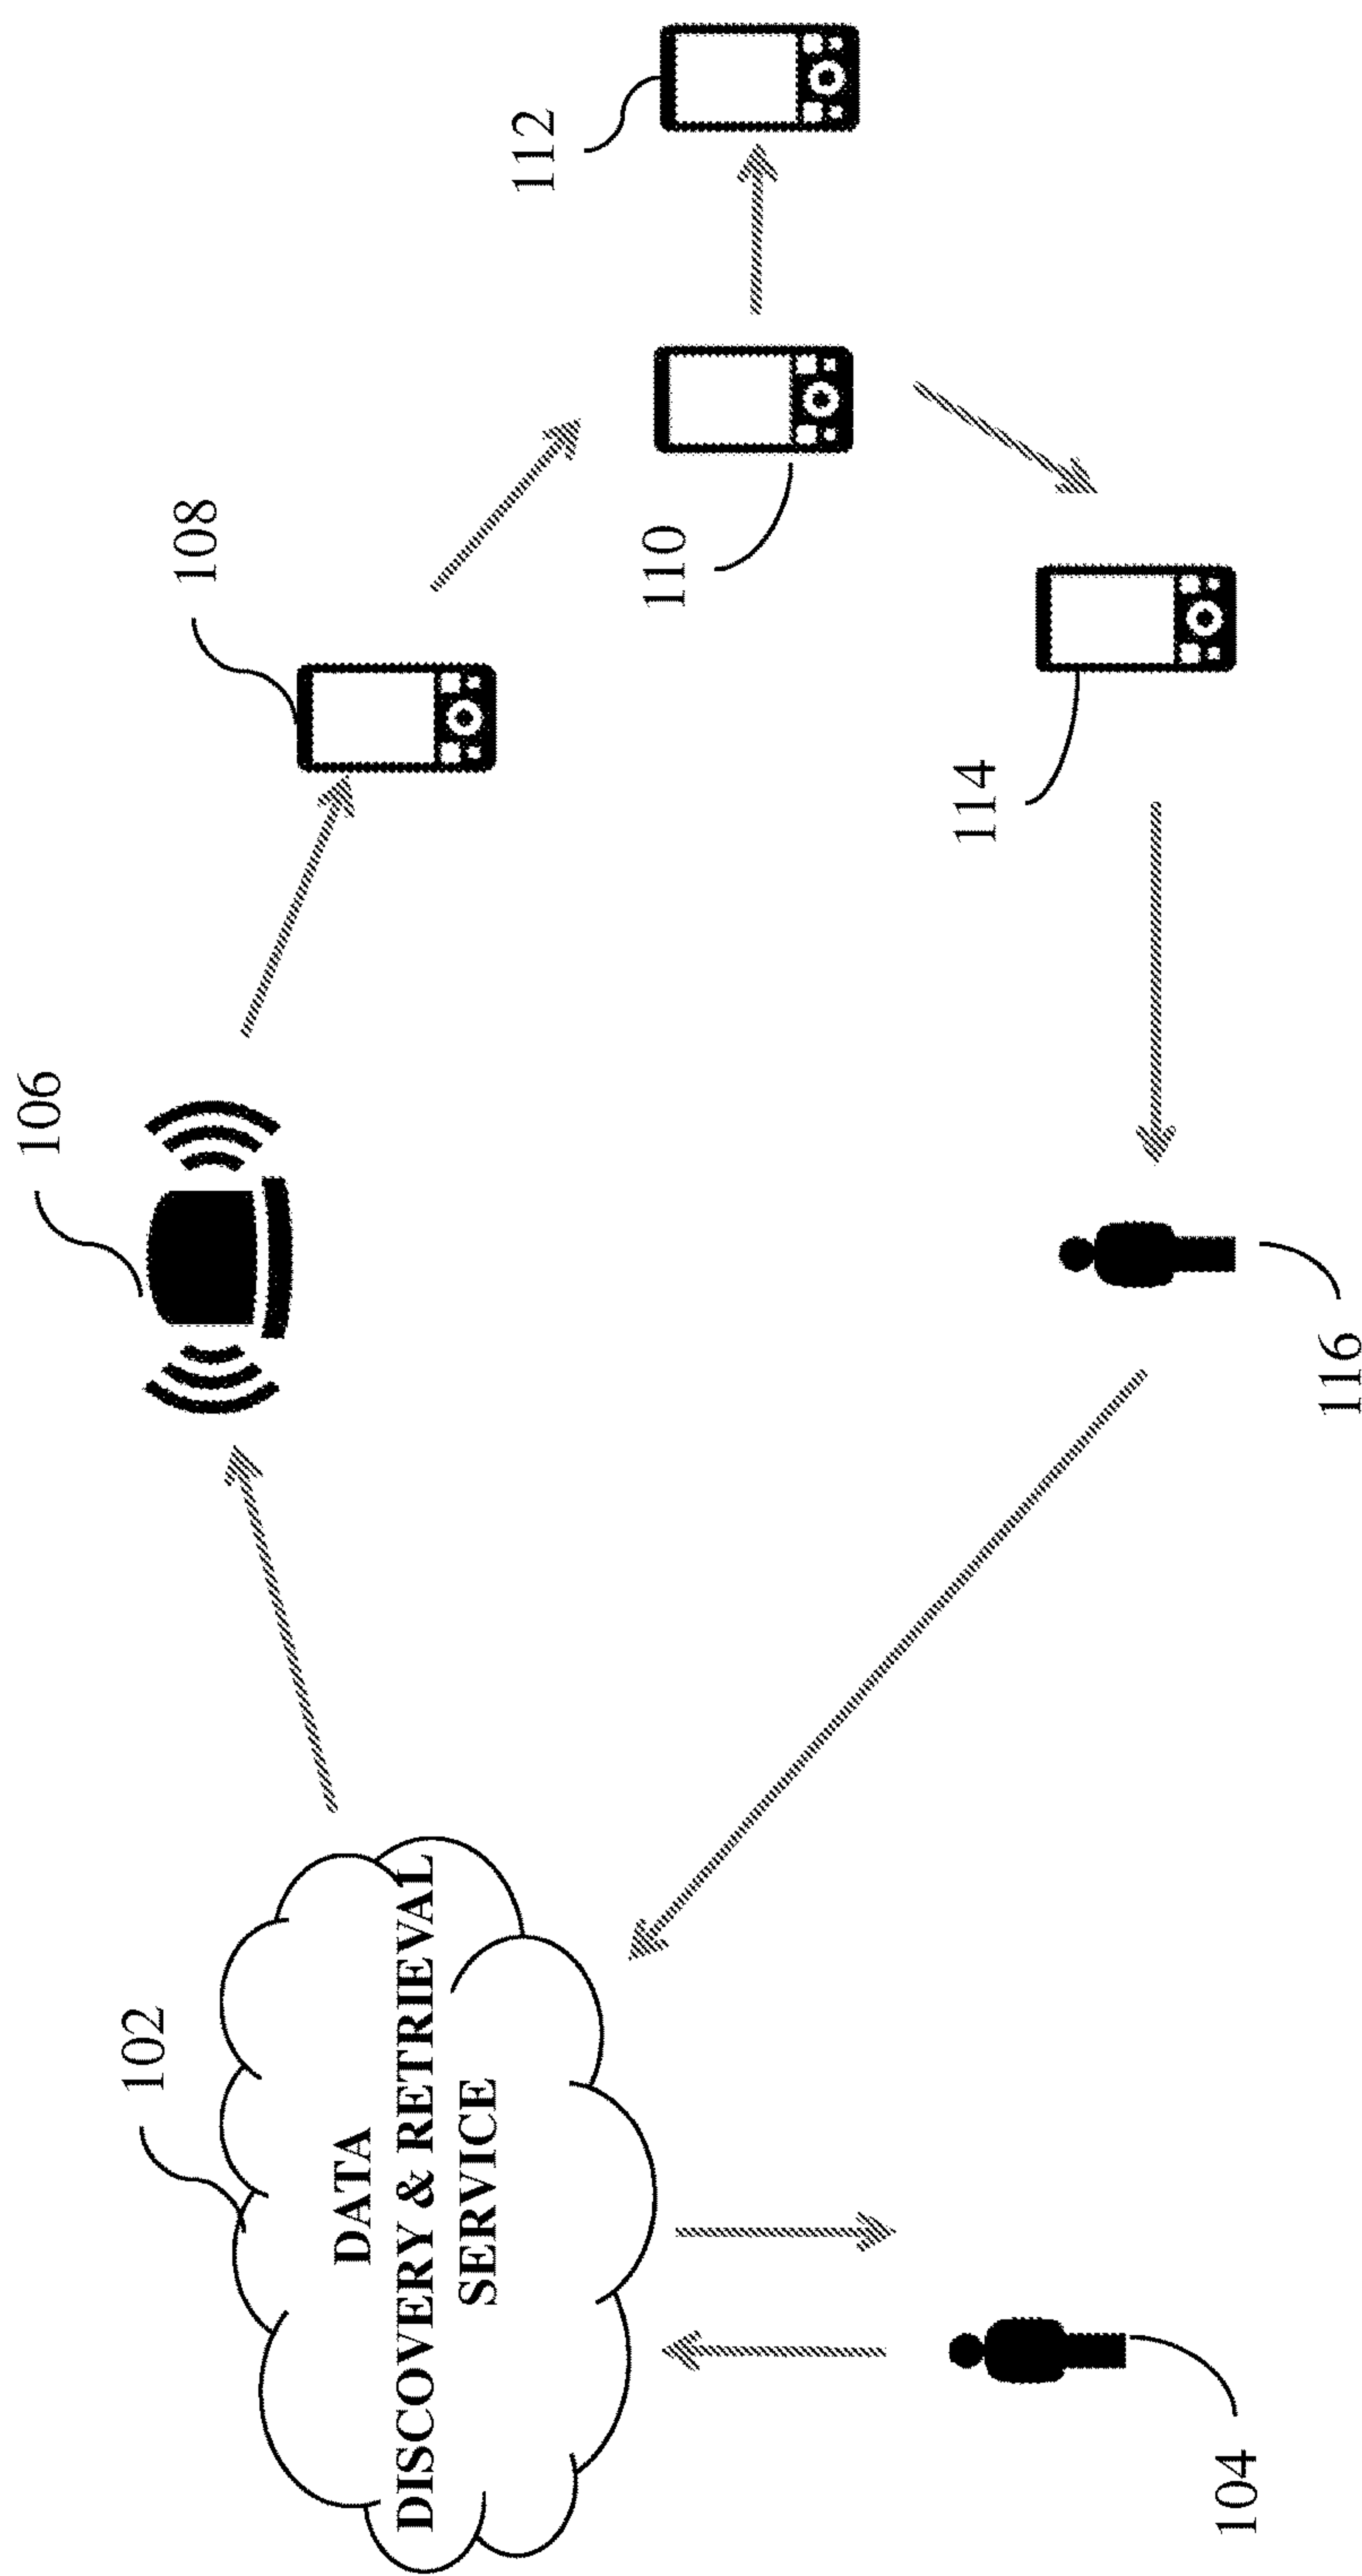 106
108
112
102
DATA
DISCOVERY & RETRIEVAL
SERVICE
110
114
104
116